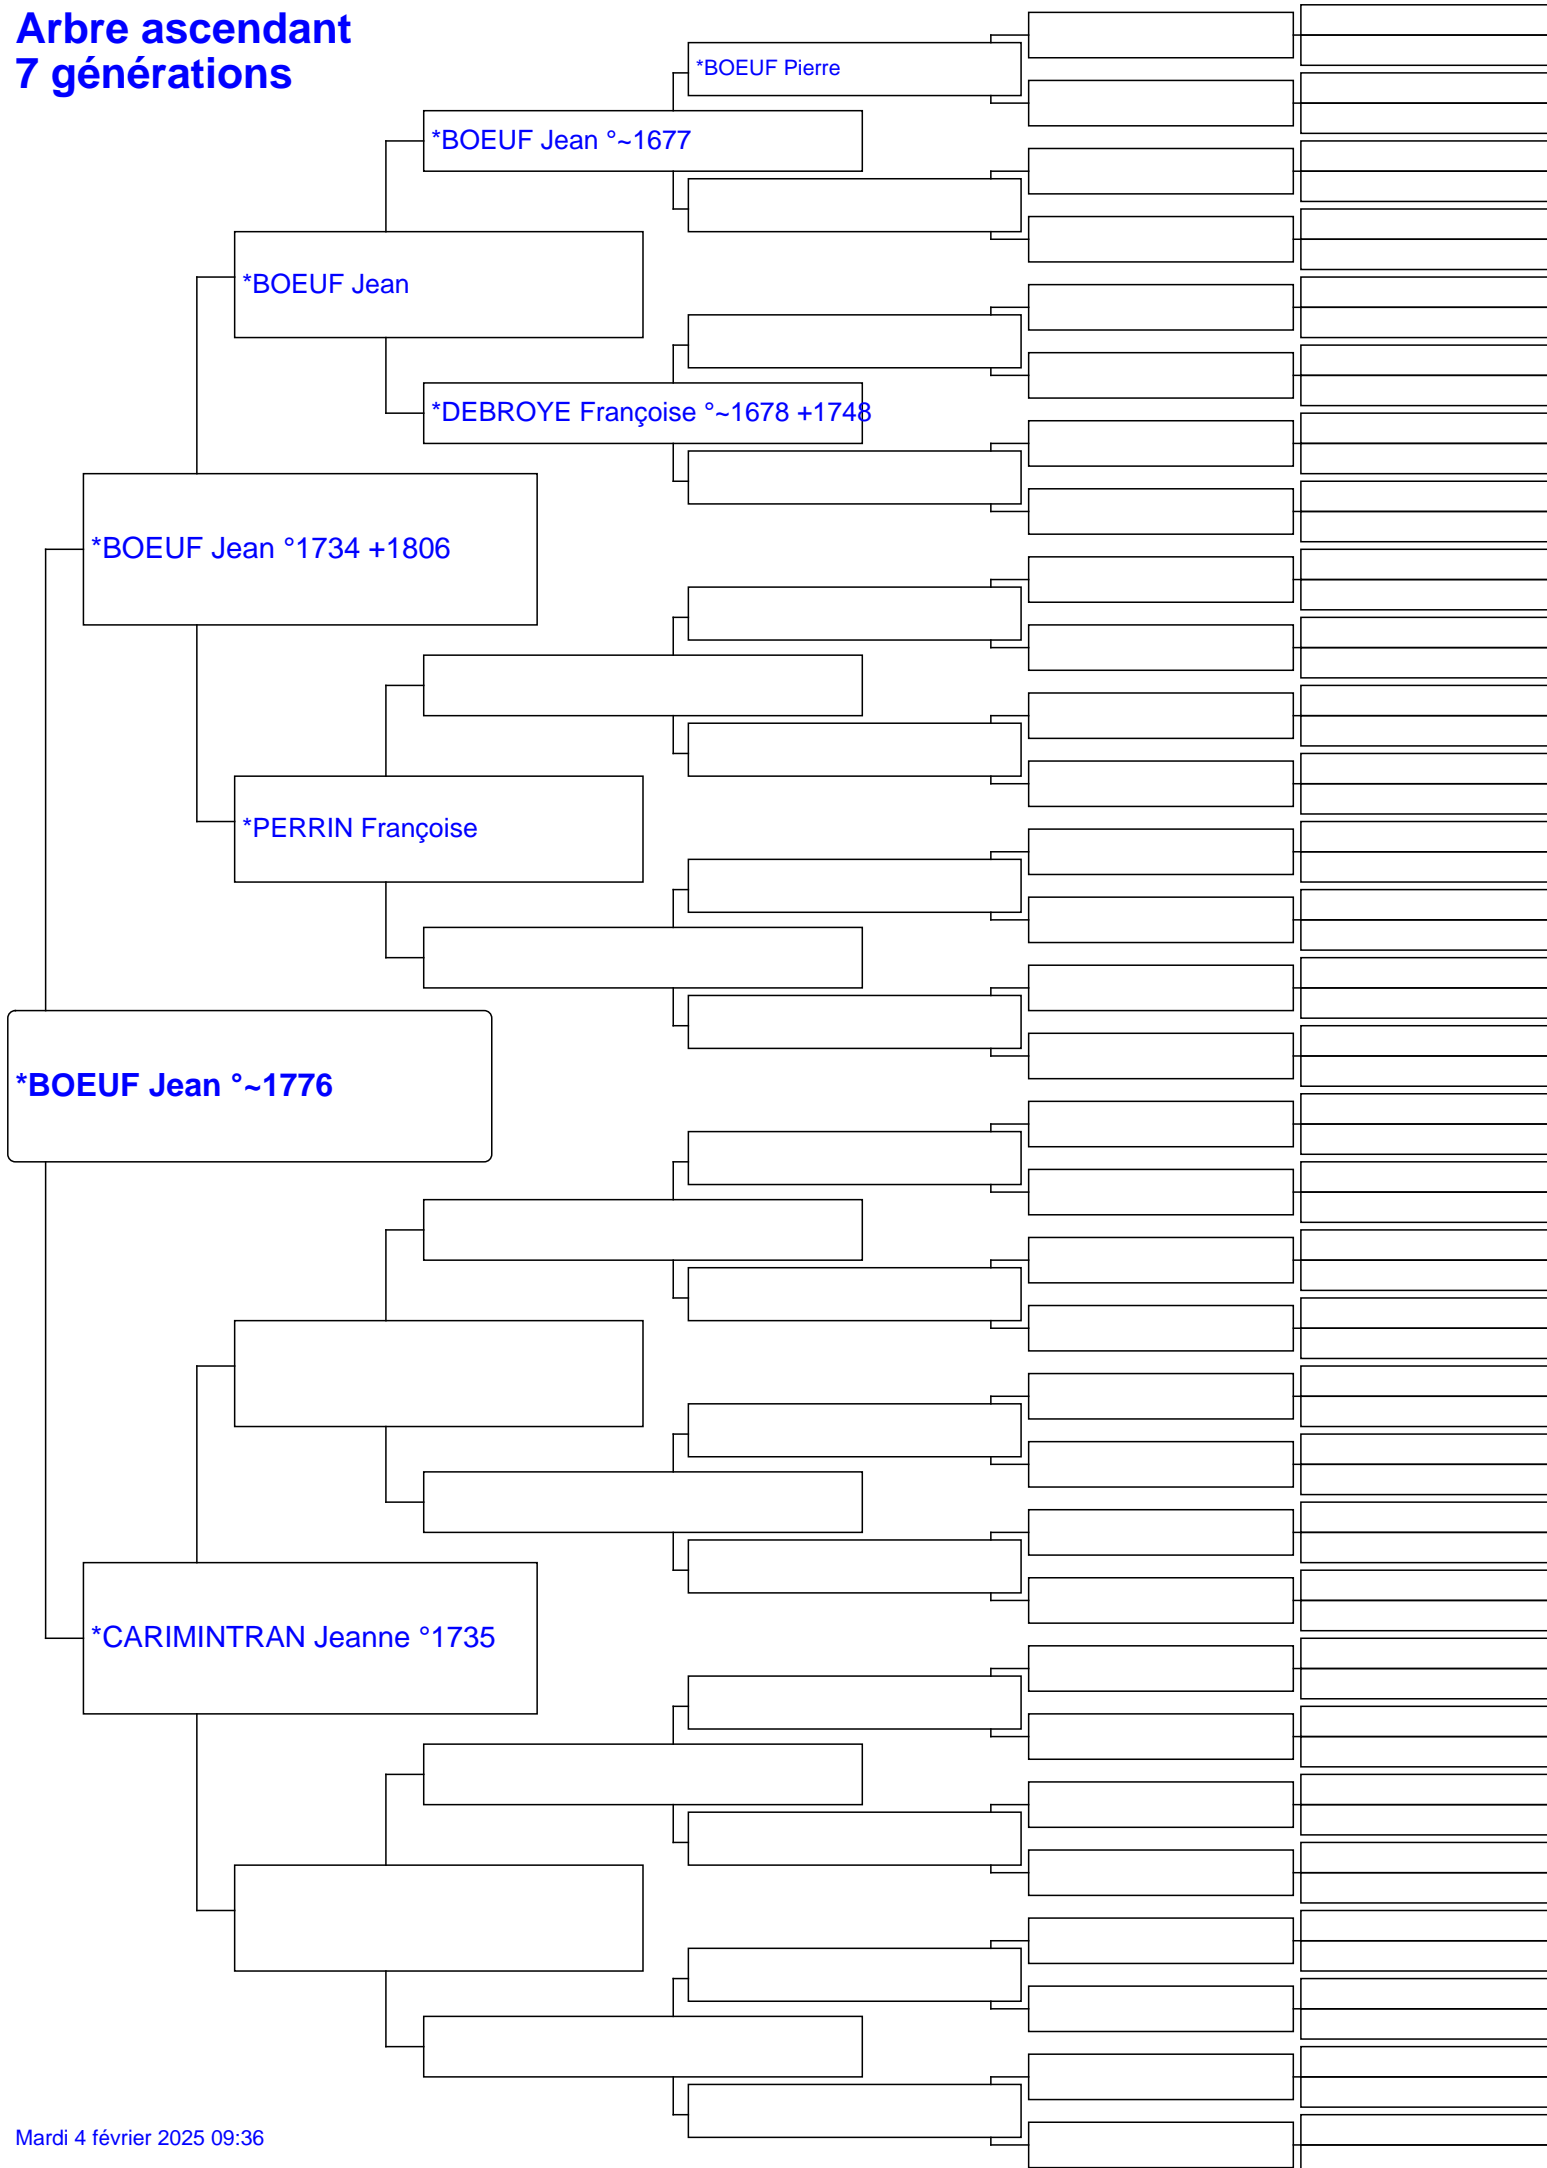 Arbre ascendant
7 générations
*BOEUF Pierre
*BOEUF Jean °~1677
*BOEUF Jean
*DEBROYE Françoise °~1678 +1748
*BOEUF Jean °1734 +1806
*PERRIN Françoise
*BOEUF Jean °~1776
*CARIMINTRAN Jeanne °1735
Mardi 4 février 2025 09:36